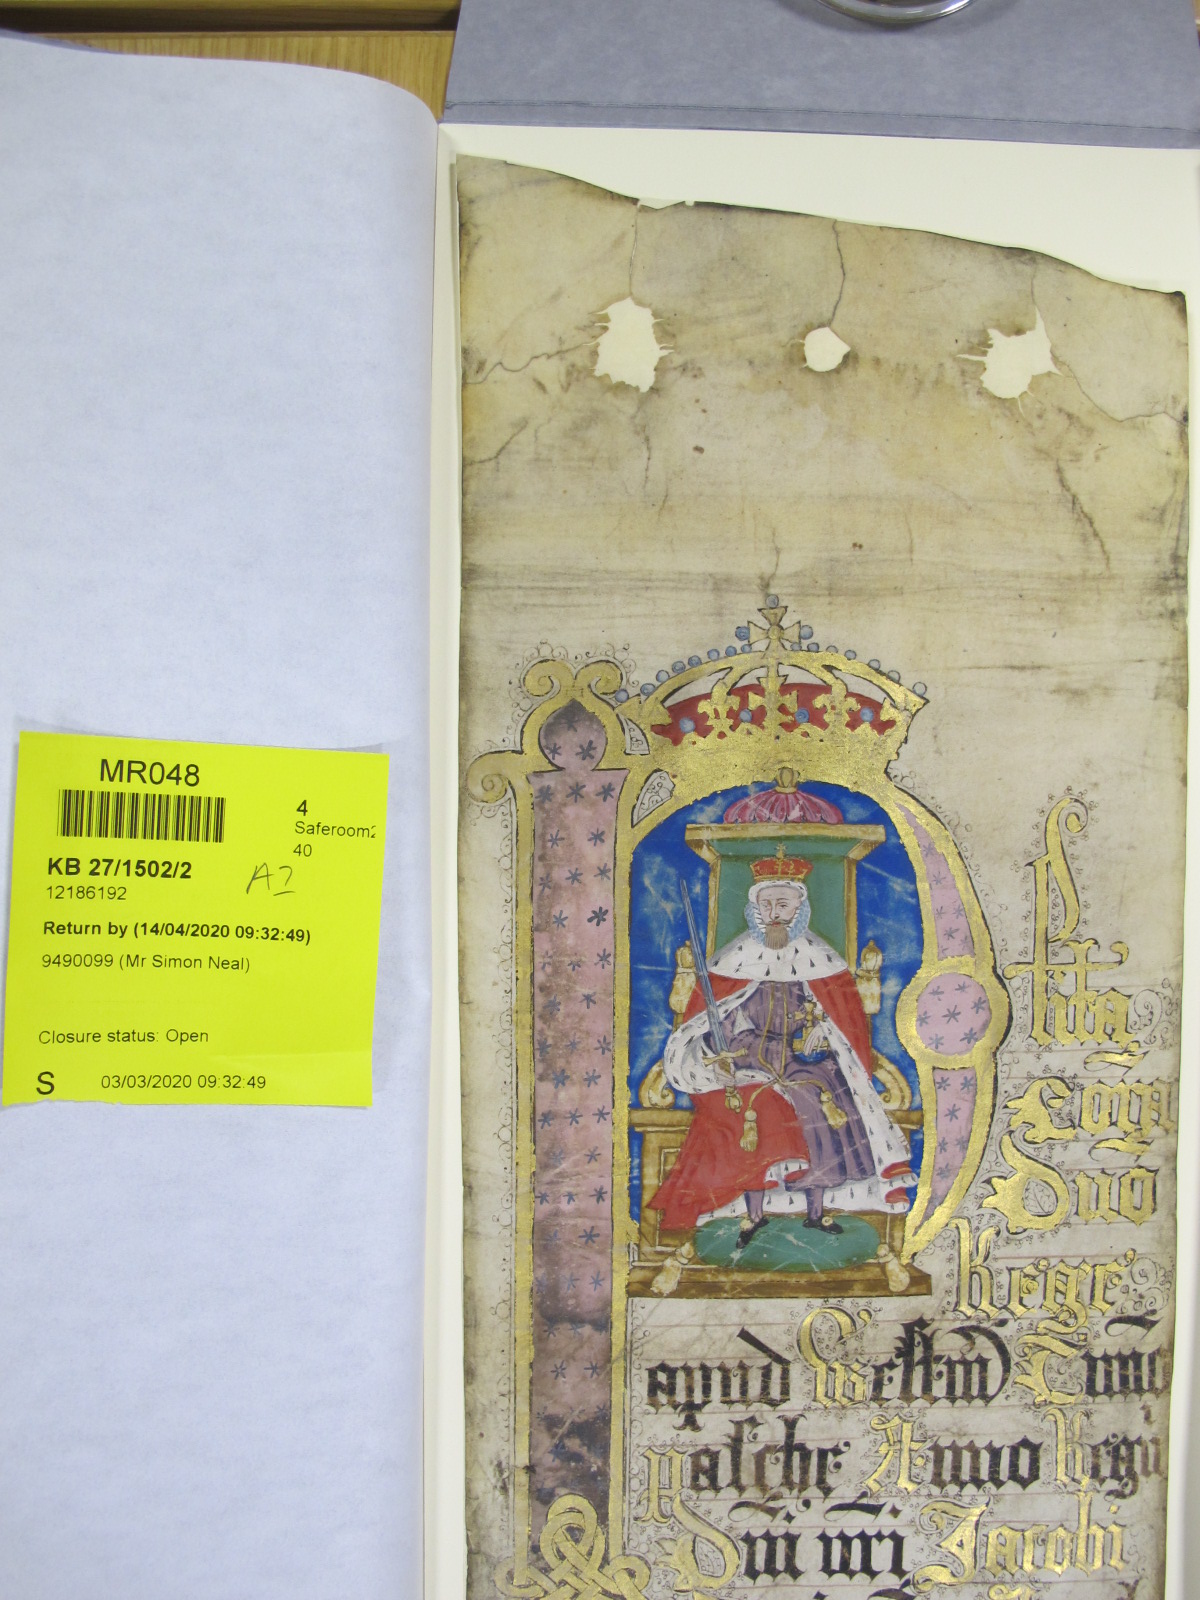 MR048
4
Saferoom2
40
KB 27/1502/2
A2
12186192
Return by (14/04/2020 09:32:49)
9490099 (Mr Simon Neal)
Closure status: Open
S 03/03/2020 09:32:49
P
lita
coram
dno
Rege
apud Westm Termo
pasche Anno Regni
Dni nri Jacobi